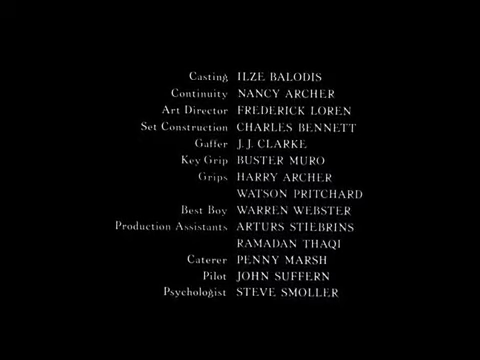 Casting ILZE BALODIS
Continuity NANCY ARCHER
Art Director FREDERICK LOREN
Set Construction CHARLES BENNETT
Gaffer J. J. CLARKE
Key Grip BUSTER MURO
Grips HARRY ARCHER
WATSON PRITCHARD
Best Boy WARREN WEBSTER
Production Assistants ARTURS STIEBRINS
RAMADAN THAQI
Caterer PENNY MARSH
Pilot JOHN SUFFERN
Psychologist STEVE SMOLLER